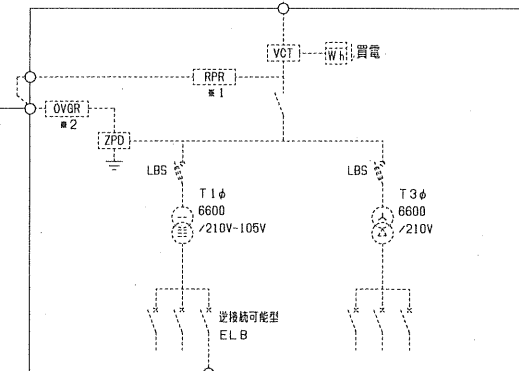 VCT
Wh
買電
RPR
※1
OVGR
※2
ZPD
LBS
LBS
T1φ
6600
/210V-105V
T3φ
6600
/210V
逆接続可能型
ELB